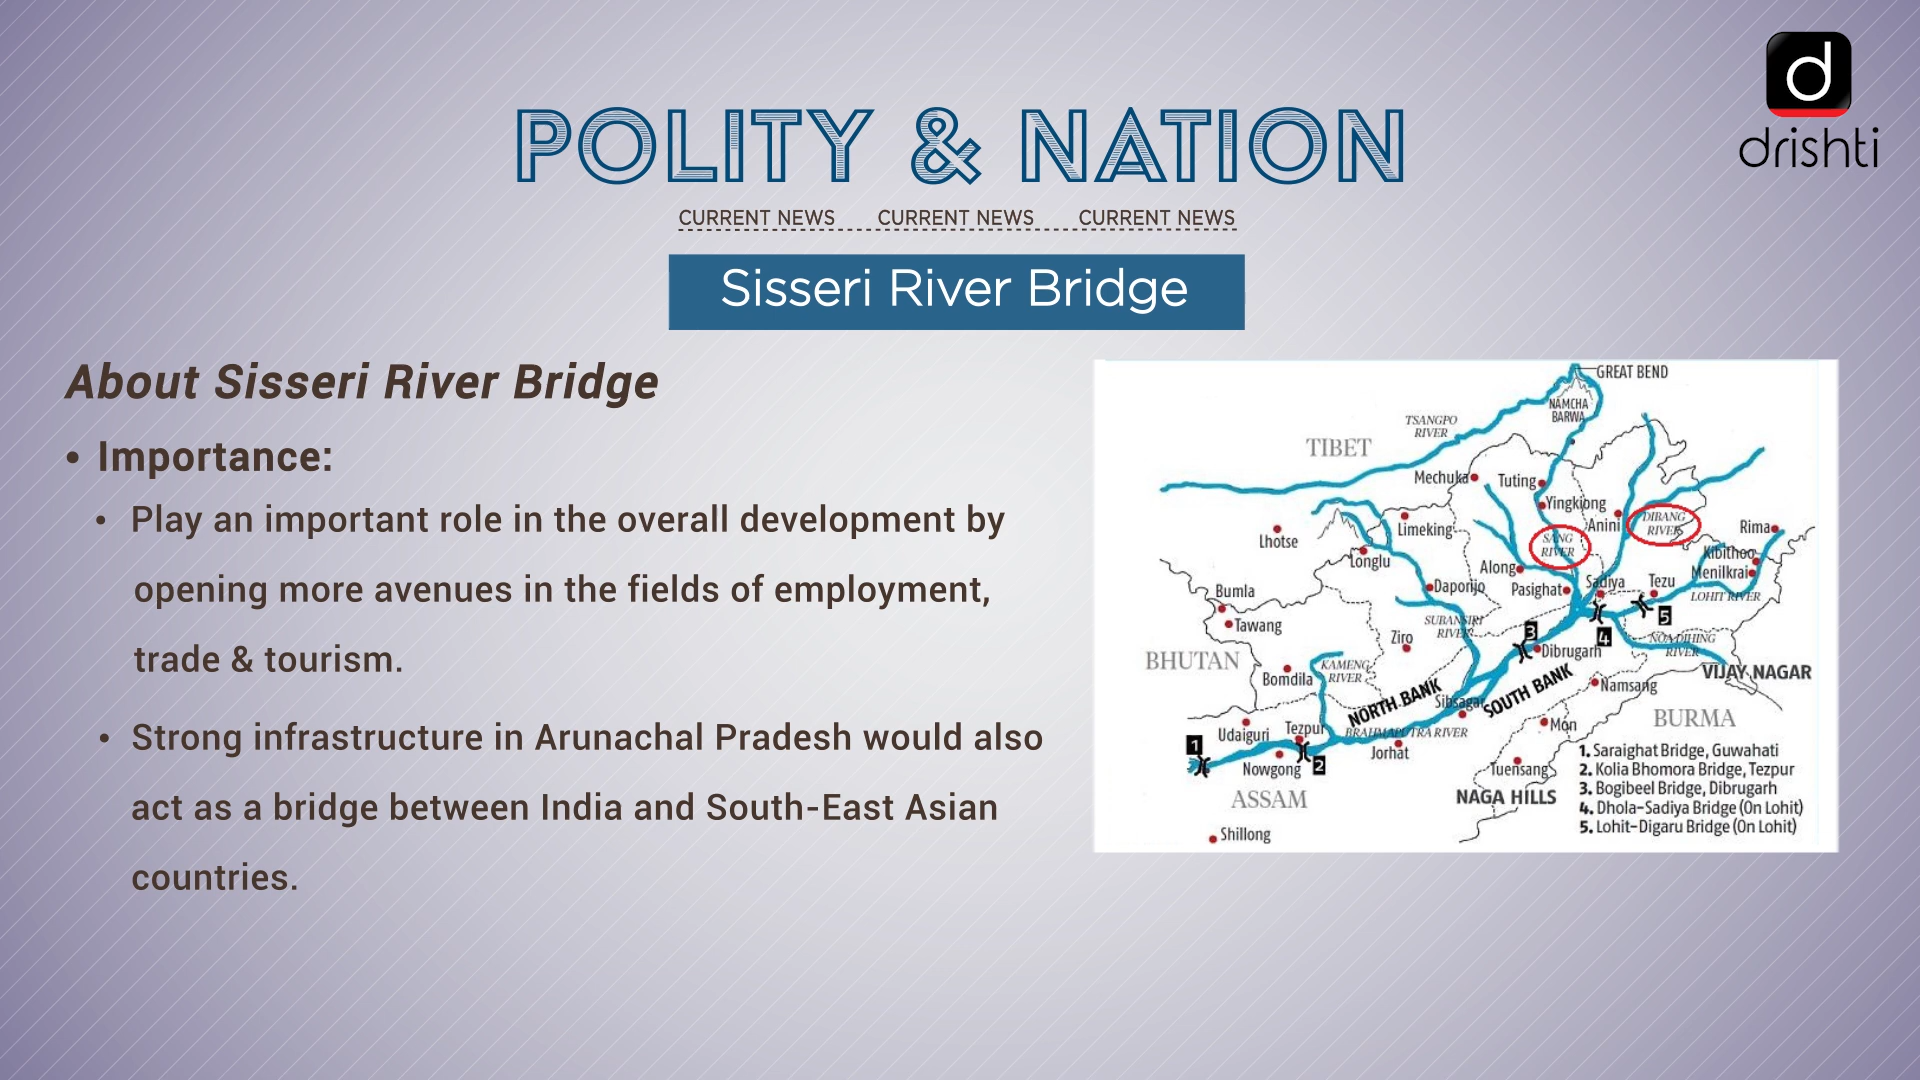 drishti
POLITY & NATION
CURRENT NEWS CURRENT NEWS CURRENT NEWS
Sisseri River Bridge
About Sisseri River Bridge
• Importance:
• Play an important role in the overall development by
opening more avenues in the fields of employment,
trade & tourism.
• Strong infrastructure in Arunachal Pradesh would also
act as a bridge between India and South-East Asian
countries.
GREAT BEND
NAMCHA
BARWA
TSANGPO
RIVER
TIBET
Mechuka
Tuting
Yingkiong
Anini
DIBANG
RIVER
Rima
Limeking
Lhotse
SANG
RIVER
Kibithoo
Longlu
Along
Menilkrai
Daporijo
Pasighat
Sadiya
Tezu
LOHIT RIVER
Bumla
Tawang
SUBANSIRI
RIVER
Ziro
3
4
5
NOA-DIHING
RIVER
Dibrugarh
BHUTAN
KAMENG
RIVER
Bomdila
VIJAY NAGAR
Namsang
NORTH BANK
SOUTH BANK
Sibsagar
BURMA
Udaiguri
Tezpur
BRAHMAPUTRA RIVER
Mon
1
Jorhat
Nowgong
2
Tuensang
ASSAM
NAGA HILLS
Shillong
1. Saraighat Bridge, Guwahati
2. Kolia Bhomora Bridge, Tezpur
3. Bogibeel Bridge, Dibrugarh
4. Dhola-Sadiya Bridge (On Lohit)
5. Lohit-Digaru Bridge (On Lohit)